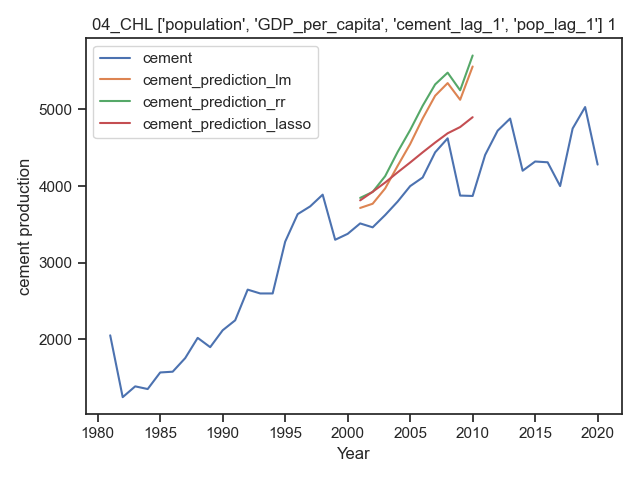 04_CHL ['population', 'GDP_per_capita', 'cement_lag_1', 'pop_lag_1'] 1
cement
cement_prediction_lm
cement_prediction_rr
cement_prediction_lasso
5000
4000
3000
2000
cement production
1980 1985 1990 1995 2000 2005 2010 2015 2020
Year